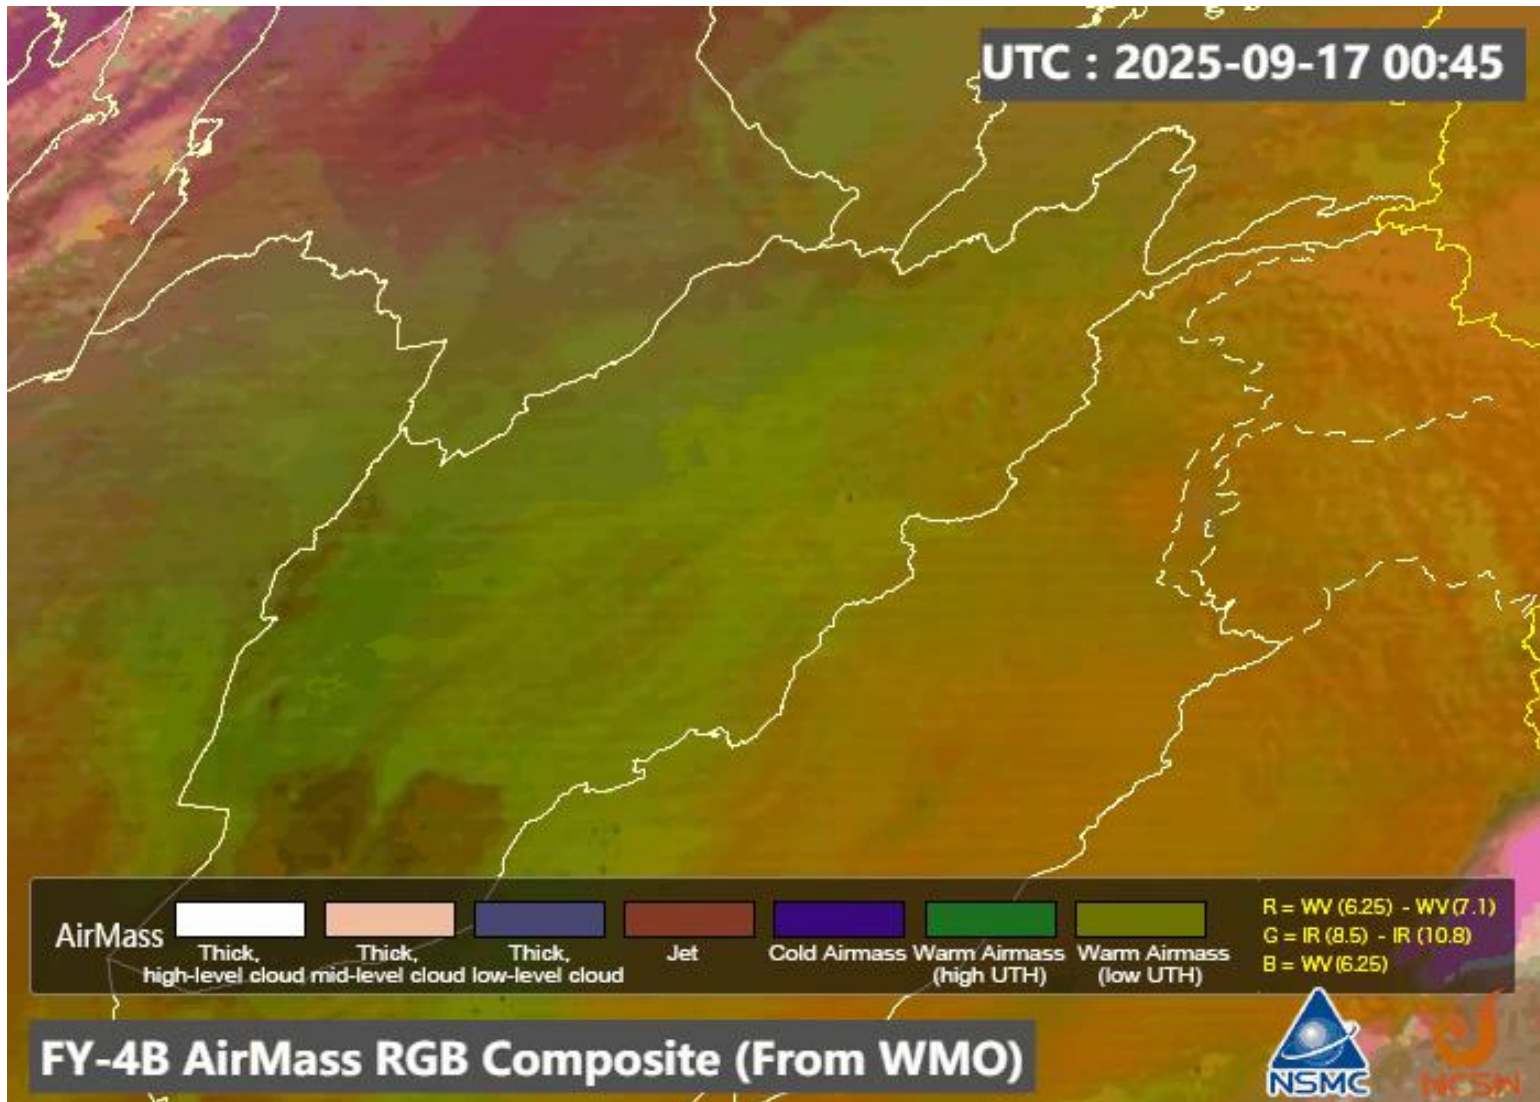 UTC : 2025-09-17 00:45
AirMass
Thick,
high-level cloud
Thick,
mid-level cloud
Thick,
low-level cloud
Jet
Cold Airmass
Warm Airmass
(high UTH)
Warm Airmass
(low UTH)
R = WV (6.25) - WV (7.1)
G = IR (8.5) - IR (10.8)
B = WV (6.25)
FY-4B AirMass RGB Composite (From WMO)
NSMC
NCSW